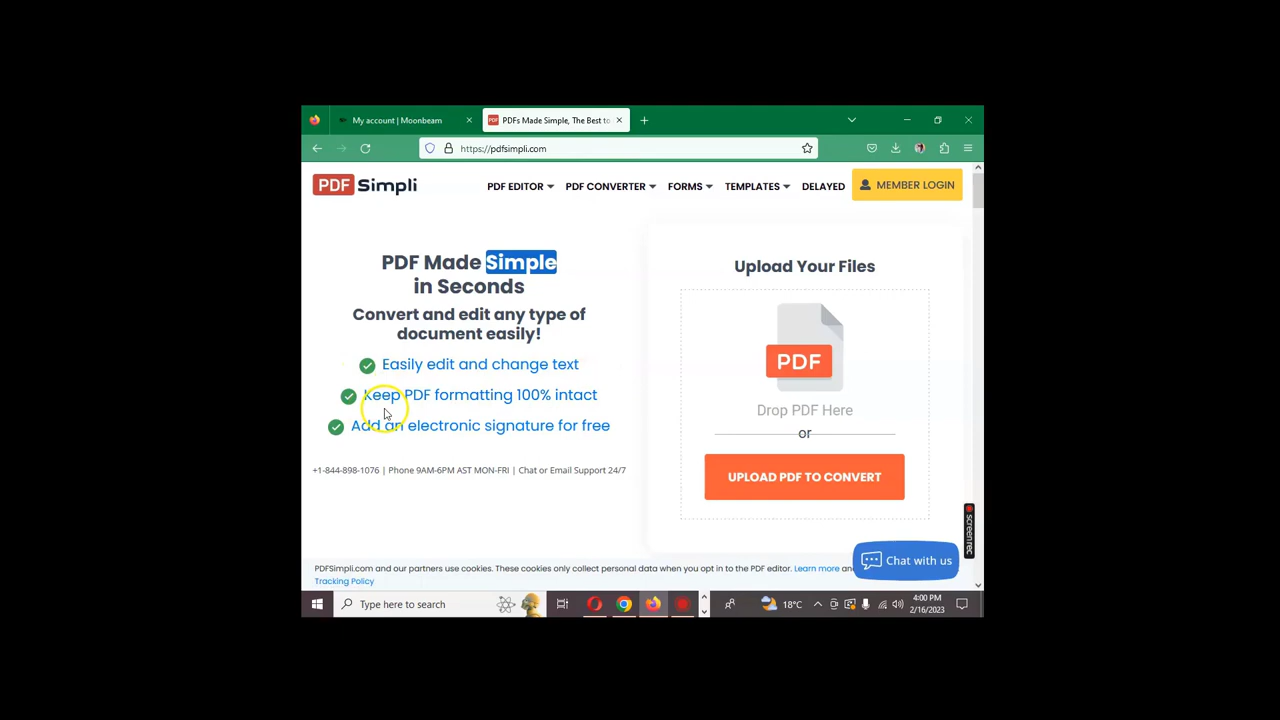 My account | Moonbeam
PDFs Made Simple, The Best to
https://pdfsimpli.com
PDF Simpli
PDF EDITOR
PDF CONVERTER
FORMS
TEMPLATES
DELAYED
MEMBER LOGIN
PDF Made Simple
in Seconds
Convert and edit any type of
document easily!
Easily edit and change text
Keep PDF formatting 100% intact
Add an electronic signature for free
+1-844-898-1076 | Phone 9AM-6PM AST MON-FRI | Chat or Email Support 24/7
Upload Your Files
PDF
Drop PDF Here
or
UPLOAD PDF TO CONVERT
screenrec
Chat with us
PDFSimpli.com and our partners use cookies. These cookies only collect personal data when you opt in to the PDF editor. Learn more and
Tracking Policy
Type here to search
18°C
4:00 PM
2/16/2023